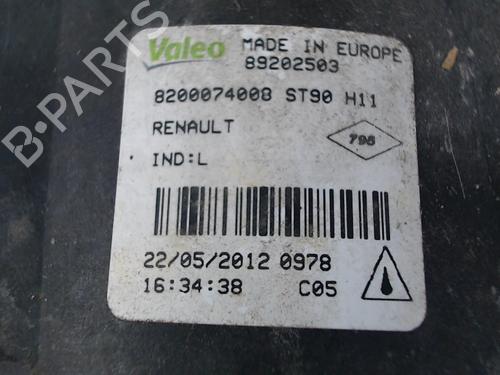 Valeo MADE IN EUROPE
89202503
8200074008 ST90 H11
RENAULT
795
IND:L
22/05/2012 0978
16:34:38 C05
B-PARTS